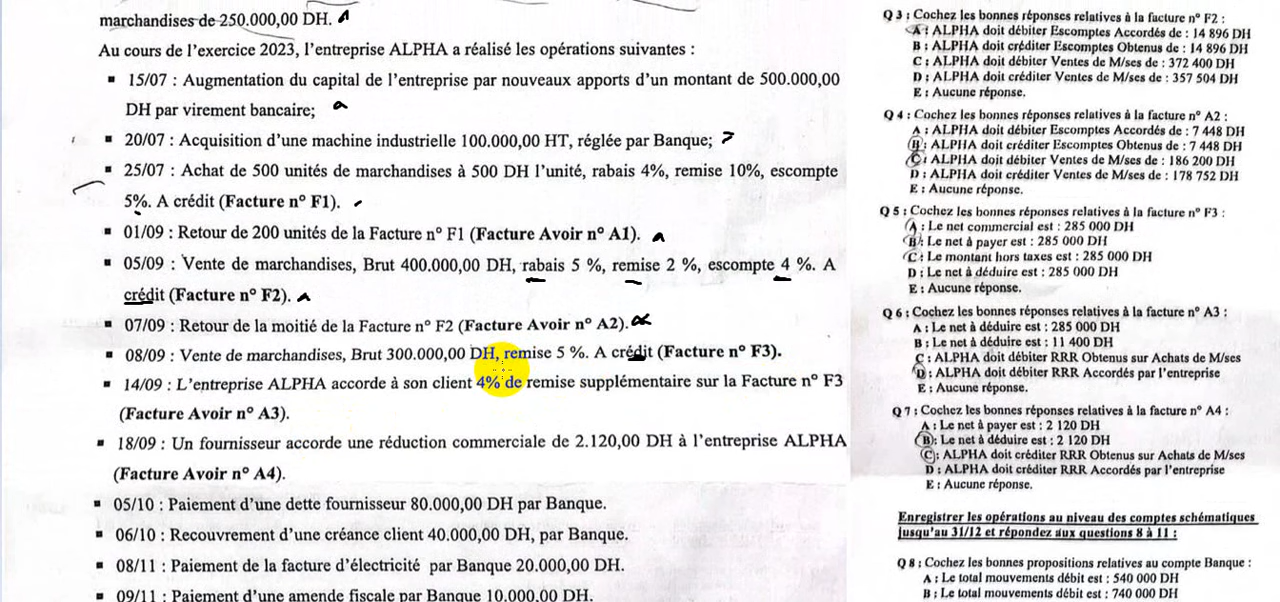 marchandises de 250.000,00 DH.
Au cours de l'exercice 2023, l'entreprise ALPHA a réalisé les opérations suivantes :
▪ 15/07 : Augmentation du capital de l'entreprise par nouveaux apports d'un montant de 500.000,00
DH par virement bancaire;
▪ 20/07 : Acquisition d'une machine industrielle 100.000,00 HT, réglée par Banque;
▪ 25/07 : Achat de 500 unités de marchandises à 500 DH l'unité, rabais 4%, remise 10%, escompte
5%. A crédit (Facture n° F1).
▪ 01/09 : Retour de 200 unités de la Facture n° F1 (Facture Avoir n° A1).
▪ 05/09 : Vente de marchandises, Brut 400.000,00 DH, rabais 5 %, remise 2 %, escompte 4 %. A
crédit (Facture n° F2).
▪ 07/09 : Retour de la moitié de la Facture n° F2 (Facture Avoir n° A2).
▪ 08/09 : Vente de marchandises, Brut 300.000,00 DH, remise 5 %. A crédit (Facture n° F3).
▪ 14/09 : L'entreprise ALPHA accorde à son client 4% de remise supplémentaire sur la Facture n° F3
(Facture Avoir n° A3).
▪ 18/09 : Un fournisseur accorde une réduction commerciale de 2.120,00 DH à l'entreprise ALPHA
(Facture Avoir n° A4).
▪ 05/10 : Paiement d'une dette fournisseur 80.000,00 DH par Banque.
▪ 06/10 : Recouvrement d'une créance client 40.000,00 DH, par Banque.
▪ 08/11 : Paiement de la facture d'électricité par Banque 20.000,00 DH.
▪ 09/11 : Paiement d'une amende fiscale par Banque 10.000,00 DH.
Q 3 : Cochez les bonnes réponses relatives à la facture n° F2 :
A : ALPHA doit débiter Escomptes Accordés de : 14 896 DH
B : ALPHA doit créditer Escomptes Obtenus de : 14 896 DH
C : ALPHA doit débiter Ventes de M/ses de : 372 400 DH
D : ALPHA doit créditer Ventes de M/ses de : 357 504 DH
E : Aucune réponse.
Q 4 : Cochez les bonnes réponses relatives à la facture n° A2 :
A : ALPHA doit débiter Escomptes Accordés de : 7 448 DH
B : ALPHA doit créditer Escomptes Obtenus de : 7 448 DH
C : ALPHA doit débiter Ventes de M/ses de : 186 200 DH
D : ALPHA doit créditer Ventes de M/ses de : 178 752 DH
E : Aucune réponse.
Q 5 : Cochez les bonnes réponses relatives à la facture n° F3 :
A : Le net commercial est : 285 000 DH
B : Le net à payer est : 285 000 DH
C : Le montant hors taxes est : 285 000 DH
D : Le net à déduire est : 285 000 DH
E : Aucune réponse.
Q 6 : Cochez les bonnes réponses relatives à la facture n° A3 :
A : Le net à déduire est : 285 000 DH
B : Le net à déduire est : 11 400 DH
C : ALPHA doit débiter RRR Obtenus sur Achats de M/ses
D : ALPHA doit débiter RRR Accordés par l'entreprise
E : Aucune réponse.
Q 7 : Cochez les bonnes réponses relatives à la facture n° A4 :
A : Le net à payer est : 2 120 DH
B : Le net à déduire est : 2 120 DH
C : ALPHA doit créditer RRR Obtenus sur Achats de M/ses
D : ALPHA doit créditer RRR Accordés par l'entreprise
E : Aucune réponse.
Enregistrer les opérations au niveau des comptes schématiques
jusqu'au 31/12 et répondez aux questions 8 à 11 :
Q 8 : Cochez les bonnes propositions relatives au compte Banque :
A : Le total mouvements débit est : 540 000 DH
B : Le total mouvements débit est : 740 000 DH